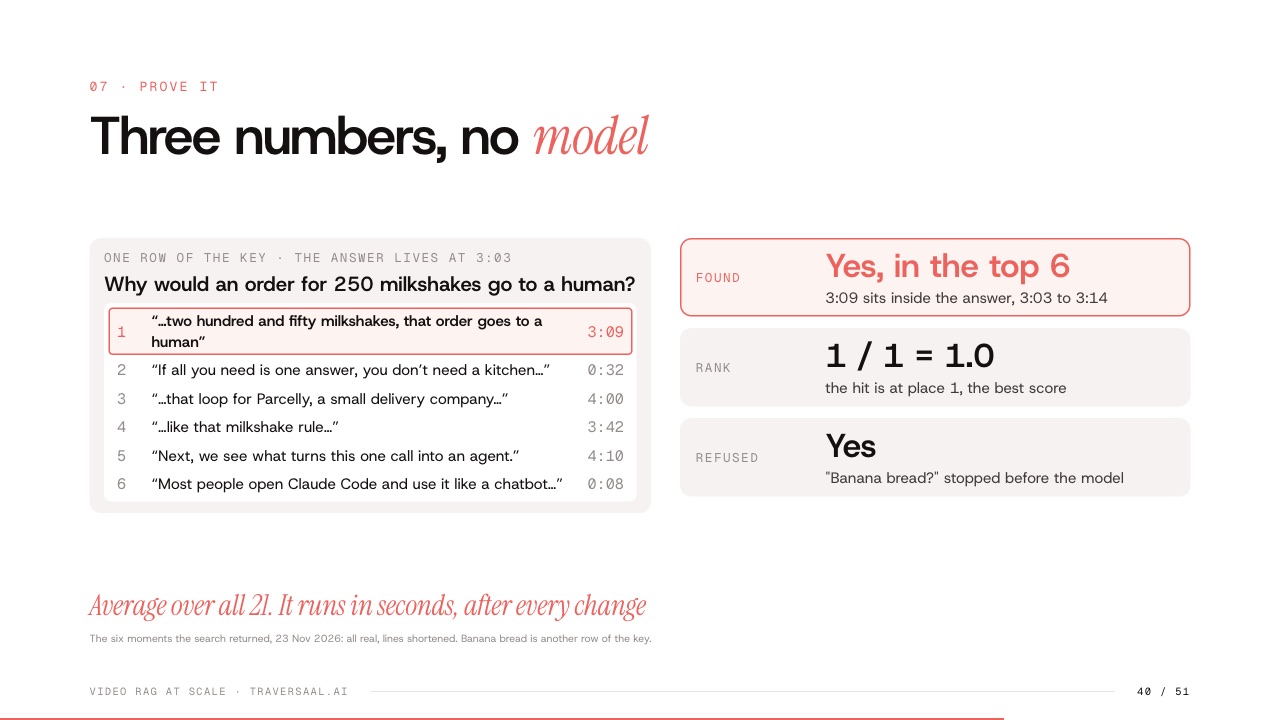 07 · PROVE IT
Three numbers, no model
ONE ROW OF THE KEY · THE ANSWER LIVES AT 3:03
Why would an order for 250 milkshakes go to a human?
1 “…two hundred and fifty milkshakes, that order goes to a 3:09
human”
2 “If all you need is one answer, you don’t need a kitchen…” 0:32
3 “…that loop for Parcelly, a small delivery company…” 4:00
4 “…like that milkshake rule…” 3:42
5 “Next, we see what turns this one call into an agent.” 4:10
6 “Most people open Claude Code and use it like a chatbot…” 0:08
FOUND
Yes, in the top 6
3:09 sits inside the answer, 3:03 to 3:14
RANK
1 / 1 = 1.0
the hit is at place 1, the best score
REFUSED
Yes
"Banana bread?" stopped before the model
Average over all 21. It runs in seconds, after every change
The six moments the search returned, 23 Nov 2026: all real, lines shortened. Banana bread is another row of the key.
VIDEO RAG AT SCALE · TRAVERSAAL.AI
40 / 51